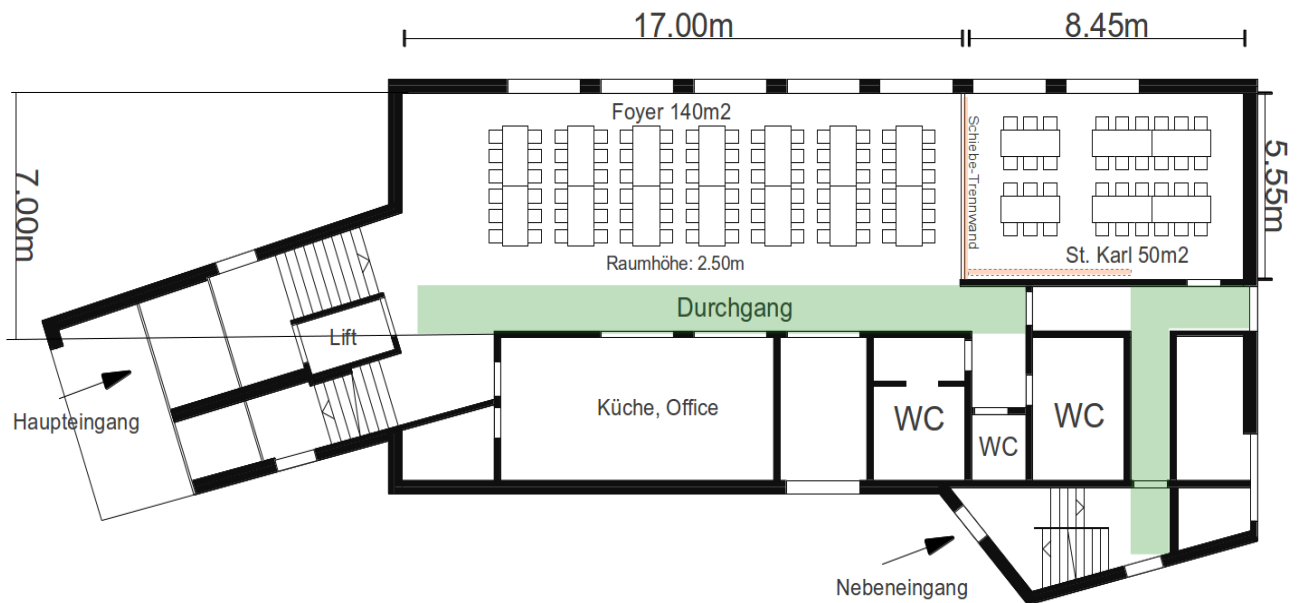 17.00m
8.45m
Foyer 140m2
Schiebe-Trennwand
7.00m
5.55m
St. Karl 50m2
Raumhöhe: 2.50m
Durchgang
Lift
Haupteingang
Küche, Office
WC
WC
WC
Nebeneingang